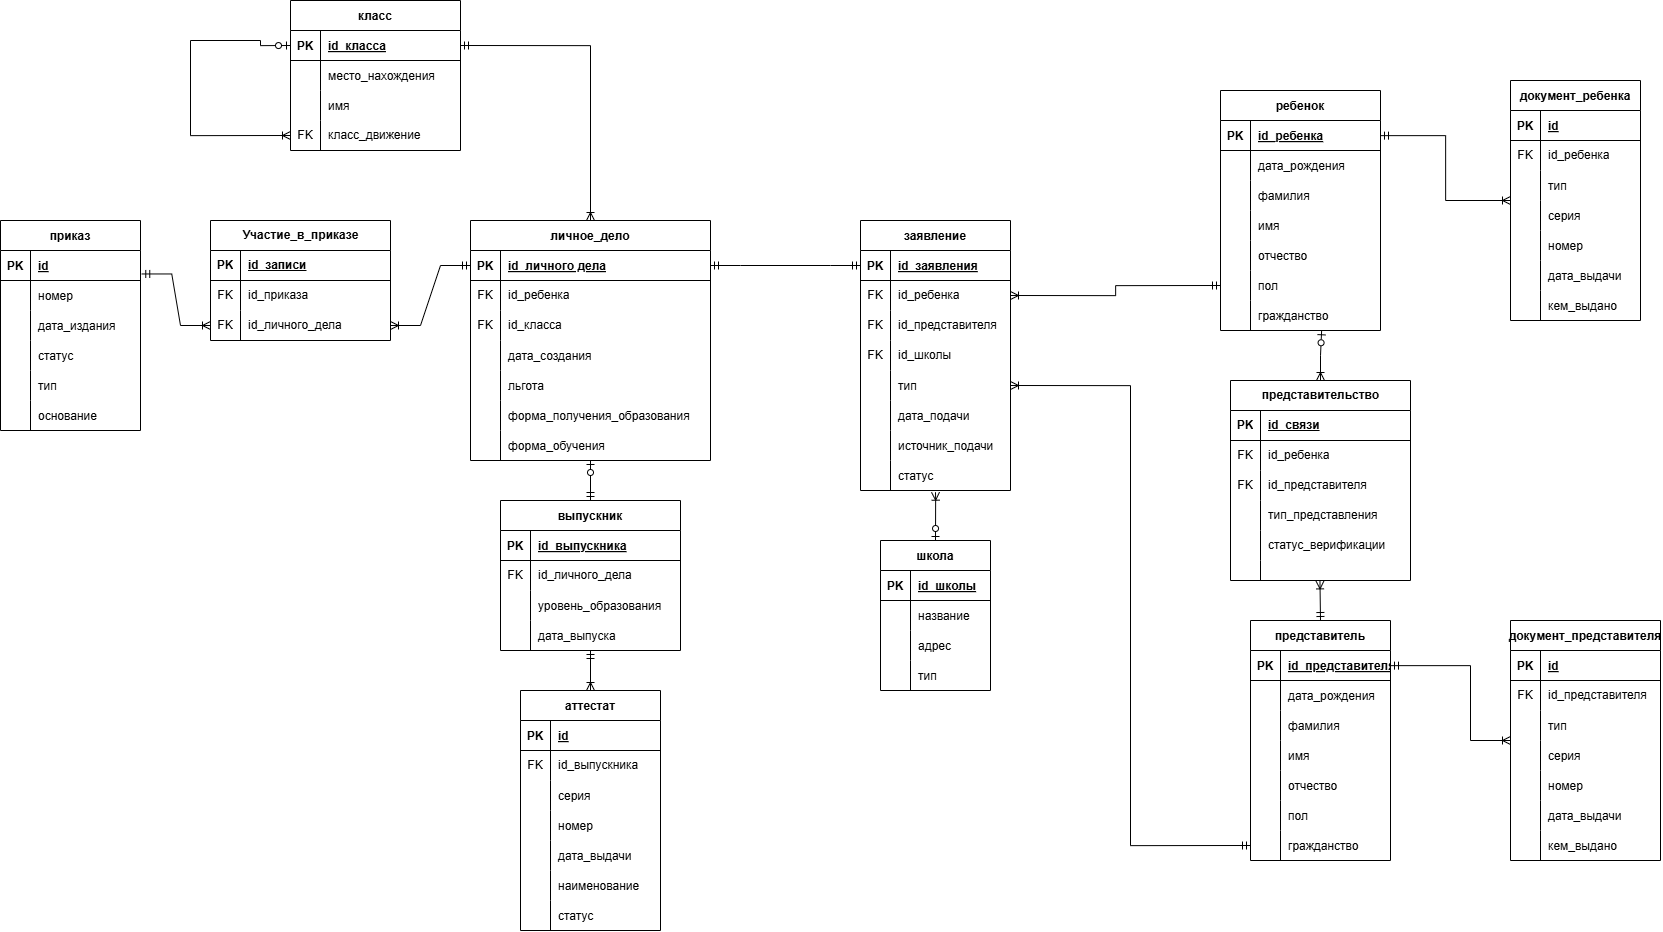 класс
PK id_класса
место_нахождения
имя
FK класс_движение
приказ
PK id
номер
дата_издания
статус
тип
основание
Участие_в_приказе
PK id_записи
FK id_приказа
FK id_личного_дела
личное_дело
PK id_личного дела
FK id_ребенка
FK id_класса
дата_создания
льгота
форма_получения_образования
форма_обучения
выпускник
PK id_выпускника
FK id_личного_дела
уровень_образования
дата_выпуска
аттестат
PK id
FK id_выпускника
серия
номер
дата_выдачи
наименование
статус
заявление
PK id_заявления
FK id_ребенка
FK id_представителя
FK id_школы
тип
дата_подачи
источник_подачи
статус
школа
PK id_школы
название
адрес
тип
ребенок
PK id_ребенка
дата_рождения
фамилия
имя
отчество
пол
гражданство
документ_ребенка
PK id
FK id_ребенка
тип
серия
номер
дата_выдачи
кем_выдано
представительство
PK id_связи
FK id_ребенка
FK id_представителя
тип_представления
статус_верификации
представитель
PK id_представител
дата_рождения
фамилия
имя
отчество
пол
гражданство
документ_представителя
PK id
FK id_представителя
тип
серия
номер
дата_выдачи
кем_выдано